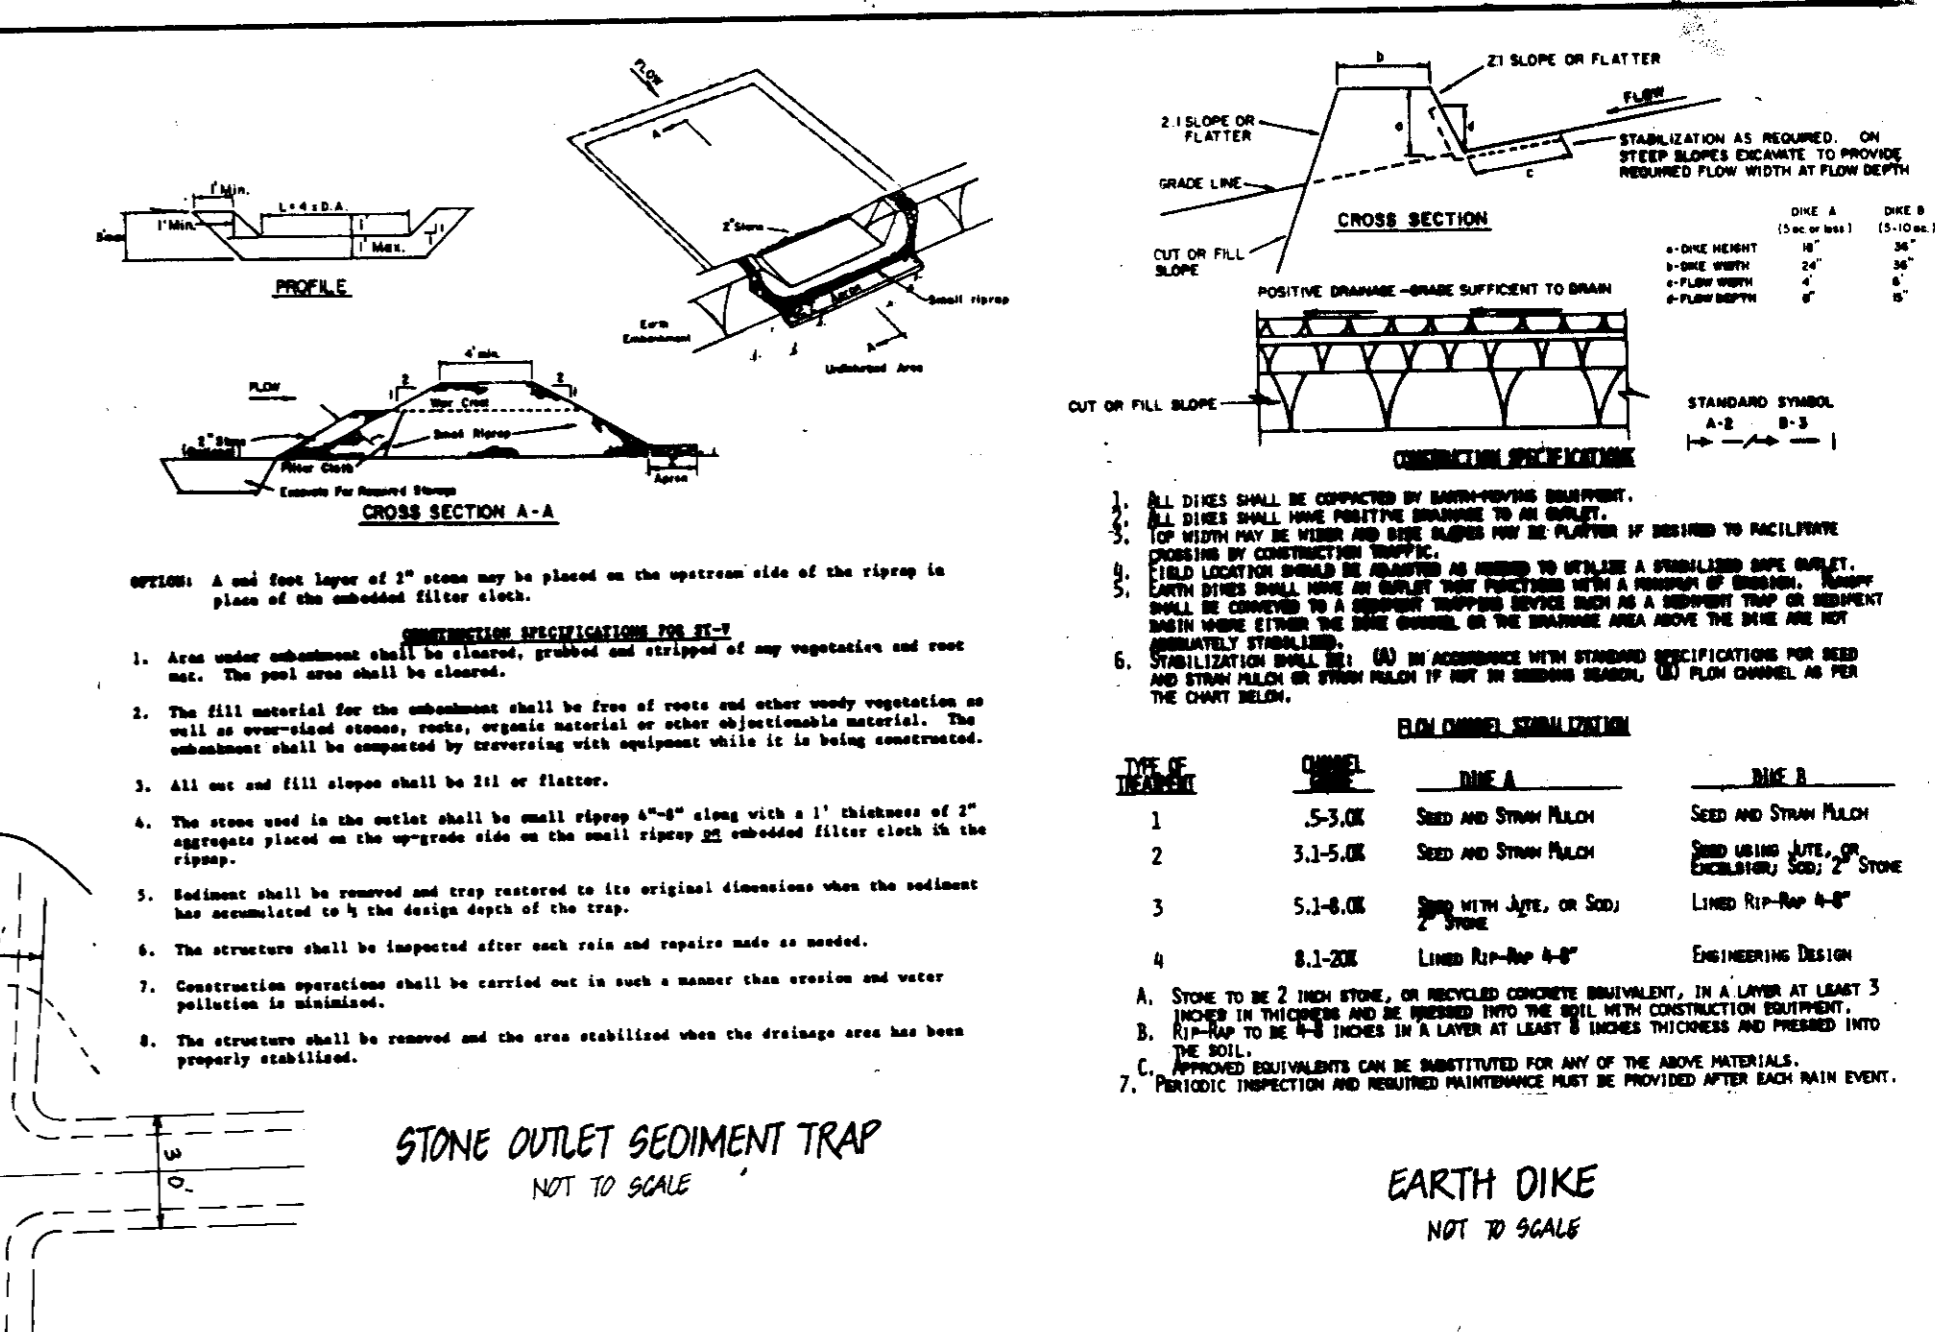 FLOW
A
1' Min.
L = 4 x D.A.
1' Min.
1'
1' Max.
PROFILE
2" Stone
Apron
Small riprap
Earth
Embankment
A
Undisturbed Area
4' min.
FLOW
2
1
2
1
Weir Crest
2" Stone
(Optional)
Small Riprap
Filter Cloth
Apron
Excavate For Required Storage
CROSS SECTION A-A
OPTION: A one foot layer of 2" stone may be placed on the upstream side of the riprap in
place of the embedded filter cloth.
CONSTRUCTION SPECIFICATIONS FOR ST-V
1. Area under embankment shall be cleared, grubbed and stripped of any vegetation and root
mat. The pool area shall be cleared.
2. The fill material for the embankment shall be free of roots and other woody vegetation as
well as over-sized stones, rocks, organic material or other objectionable material. The
embankment shall be compacted by traversing with equipment while it is being constructed.
3. All cut and fill slopes shall be 2:1 or flatter.
4. The stone used in the outlet shall be small riprap 4"-8" along with a 1' thickness of 2"
aggregate placed on the up-grade side on the small riprap or embedded filter cloth in the
riprap.
5. Sediment shall be removed and trap restored to its original dimensions when the sediment
has accumulated to ½ the design depth of the trap.
6. The structure shall be inspected after each rain and repairs made as needed.
7. Construction operations shall be carried out in such a manner than erosion and water
pollution is minimized.
8. The structure shall be removed and the area stabilized when the drainage area has been
properly stabilized.
STONE OUTLET SEDIMENT TRAP
NOT TO SCALE
30'
b
2:1 SLOPE OR FLATTER
FLOW
2:1 SLOPE OR
FLATTER
a
d
c
STABILIZATION AS REQUIRED. ON
STEEP SLOPES EXCAVATE TO PROVIDE
REQUIRED FLOW WIDTH AT FLOW DEPTH
GRADE LINE
CROSS SECTION
CUT OR FILL
SLOPE
DIKE A DIKE B
(5 ac. or less) (5-10 ac.)
a-DIKE HEIGHT 18" 36"
b-DIKE WIDTH 24" 36"
c-FLOW WIDTH 4' 6'
d-FLOW DEPTH 8" 15"
POSITIVE DRAINAGE-GRADE SUFFICIENT TO DRAIN
CUT OR FILL SLOPE
STANDARD SYMBOL
A-2 B-3
CONSTRUCTION SPECIFICATIONS
1. ALL DIKES SHALL BE COMPACTED BY EARTH-MOVING EQUIPMENT.
2. ALL DIKES SHALL HAVE POSITIVE DRAINAGE TO AN OUTLET.
3. TOP WIDTH MAY BE WIDER AND SIDE SLOPES MAY BE FLATTER IF DESIRED TO FACILITATE
CROSSING BY CONSTRUCTION TRAFFIC.
4. FIELD LOCATION SHOULD BE ADJUSTED AS NEEDED TO UTILIZE A STABILIZED SAFE OUTLET.
5. EARTH DIKES SHALL HAVE AN OUTLET THAT FUNCTIONS WITH A MINIMUM OF EROSION. RUNOFF
SHALL BE CONVEYED TO A SEDIMENT TRAPPING DEVICE SUCH AS A SEDIMENT TRAP OR SEDIMENT
BASIN WHERE EITHER THE DIKE CHANNEL OR THE DRAINAGE AREA ABOVE THE DIKE ARE NOT
ADEQUATELY STABILIZED.
6. STABILIZATION SHALL BE: (A) IN ACCORDANCE WITH STANDARD SPECIFICATIONS FOR SEED
AND STRAW MULCH OR STRAW MULCH IF NOT IN SEEDING SEASON, (B) FLOW CHANNEL AS PER
THE CHART BELOW.
FLOW CHANNEL STABILIZATION
TYPE OF TREATMENT CHANNEL GRADE DIKE A DIKE B
1 .5-3.0% SEED AND STRAW MULCH SEED AND STRAW MULCH
2 3.1-5.0% SEED AND STRAW MULCH SEED USING JUTE, OR
EXCELSIOR; SOD; 2" STONE
3 5.1-8.0% SEED WITH JUTE, OR SOD; LINED RIP-RAP 4-8"
2" STONE
4 8.1-20% LINED RIP-RAP 4-8" ENGINEERING DESIGN
A. STONE TO BE 2 INCH STONE, OR RECYCLED CONCRETE EQUIVALENT, IN A LAYER AT LEAST 3
INCHES IN THICKNESS AND BE PRESSED INTO THE SOIL WITH CONSTRUCTION EQUIPMENT.
B. RIP-RAP TO BE 4-8 INCHES IN A LAYER AT LEAST 8 INCHES THICKNESS AND PRESSED INTO
THE SOIL.
C. APPROVED EQUIVALENTS CAN BE SUBSTITUTED FOR ANY OF THE ABOVE MATERIALS.
7. PERIODIC INSPECTION AND REQUIRED MAINTENANCE MUST BE PROVIDED AFTER EACH RAIN EVENT.
EARTH DIKE
NOT TO SCALE